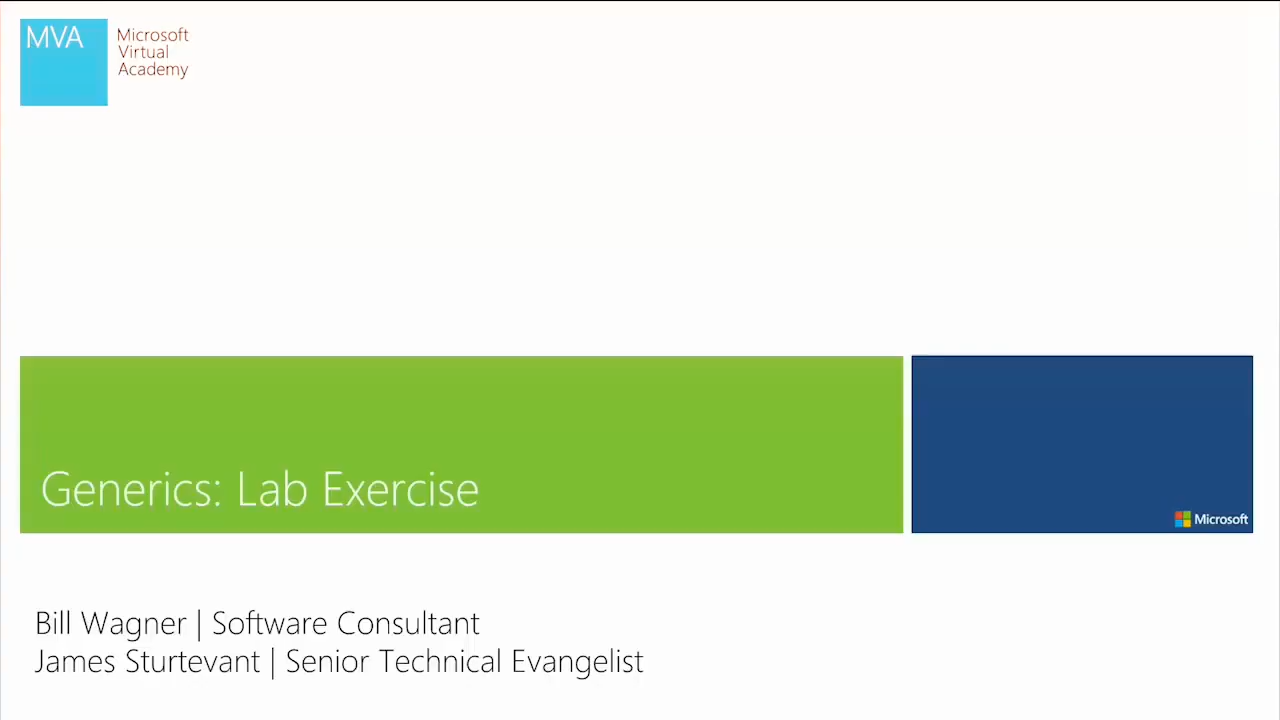 MVA
Microsoft
Virtual
Academy
Generics: Lab Exercise
Microsoft
Bill Wagner | Software Consultant
James Sturtevant | Senior Technical Evangelist